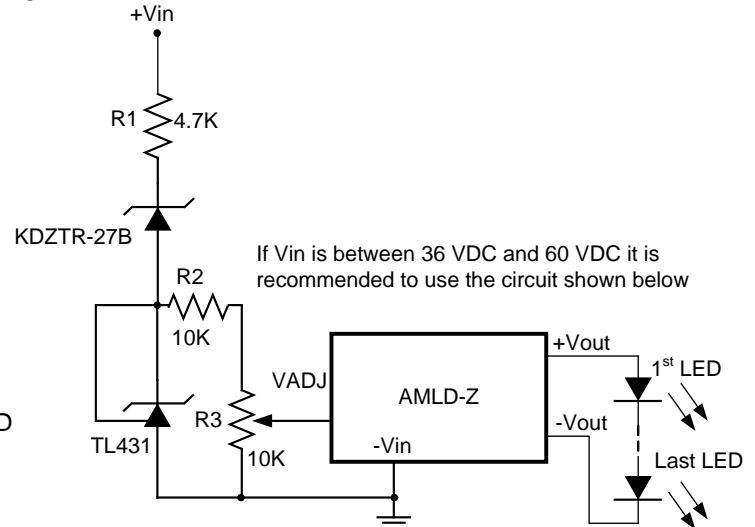 +Vin
R1
4.7K
KDZTR-27B
If Vin is between 36 VDC and 60 VDC it is
recommended to use the circuit shown below
R2
10K
VADJ
AMLD-Z
+Vout
1st LED
-Vout
R3
10K
-Vin
TL431
D
Last LED